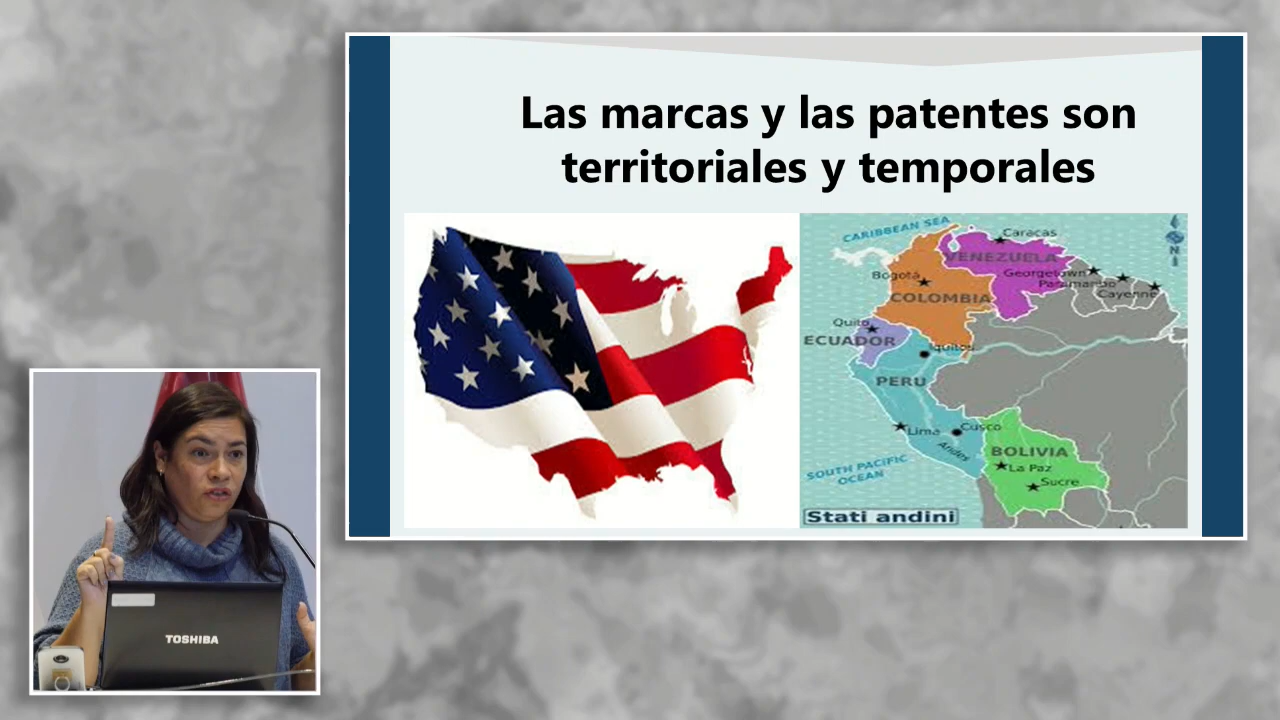 Las marcas y las patentes son
territoriales y temporales
CARIBBEAN SEA
Caracas
VENEZUELA
Bogotá
Georgetown
Paramaribo
Cayenne
COLOMBIA
Quito
ECUADOR
Iquitos
PERU
Lima
Cusco
Andes
BOLIVIA
La Paz
Sucre
SOUTH PACIFIC
OCEAN
N
Stati andini
TOSHIBA